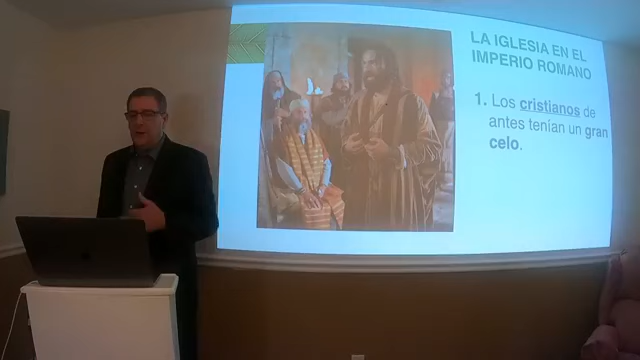 LA IGLESIA EN EL
IMPERIO ROMANO
1. Los cristianos de
antes tenían un gran
celo.